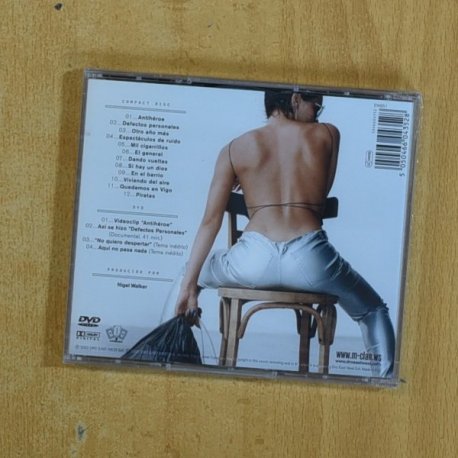 COMPACT DISC
01... Antihéroe
02... Defectos personales
03... Otro año más
04... Espectáculos de ruido
05... Mil cigarrillos
06... El general
07... Dando vueltas
08... Si hay un dios
09... En el barrio
10... Viviendo del aire
11... Quedemos en Vigo
12... Piratas
DVD
01... Videoclip "Antihéroe"
02... Así se hizo "Defectos Personales"
(Documental, 41 min.)
03... "No quiero despertar" (Tema inédito)
04... Aquí no pasa nada (Tema inédito)
PRODUCIDO POR
Nigel Walker
DVD
DOLBY
DIGITAL
www.m-clan.ws